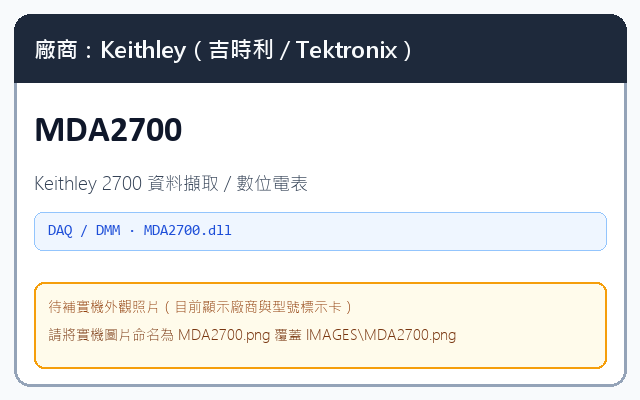 廠商：Keithley（吉時利 / Tektronix）
MDA2700
Keithley 2700 資料擷取 / 數位電表
DAQ / DMM · MDA2700.dll
待補實機外觀照片（目前顯示廠商與型號標示卡）
請將實機圖片命名為 MDA2700.png 覆蓋 IMAGES\MDA2700.png